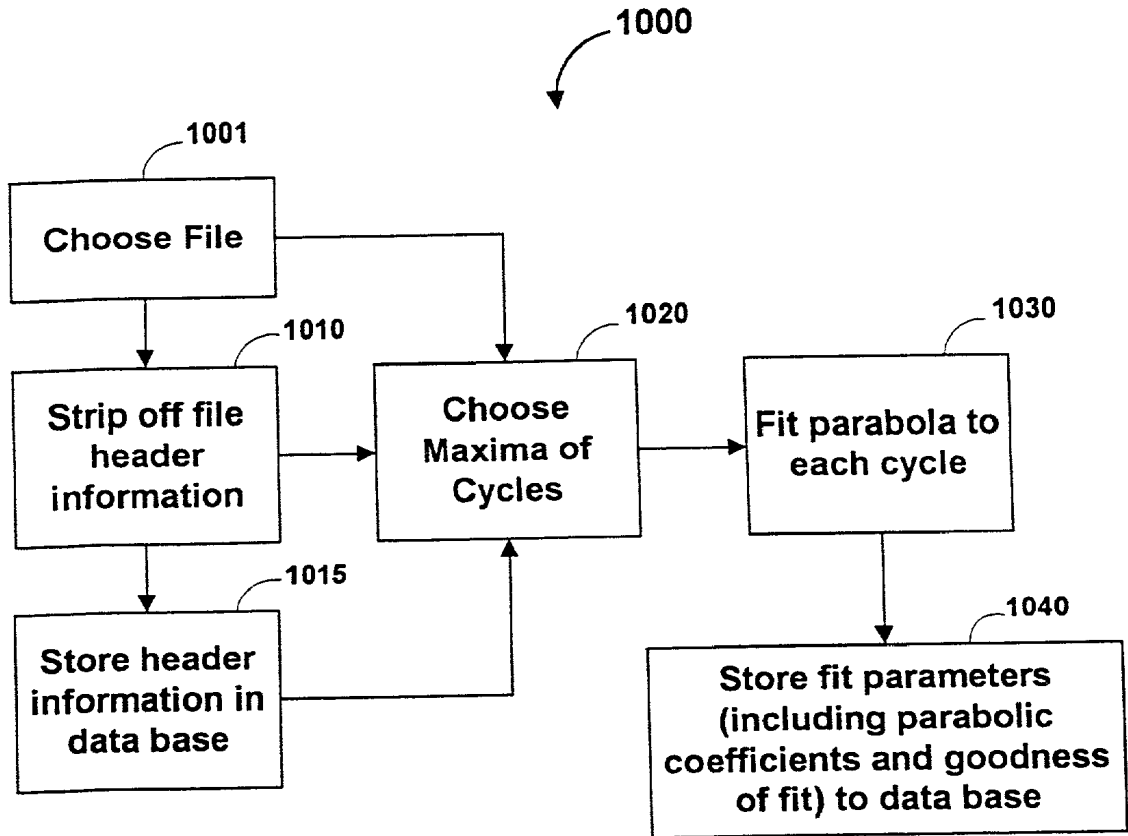 1000
1001
Choose File
1010
Strip off file
header
information
1015
Store header
information in
data base
1020
Choose
Maxima of
Cycles
1030
Fit parabola to
each cycle
1040
Store fit parameters
(including parabolic
coefficients and goodness
of fit) to data base